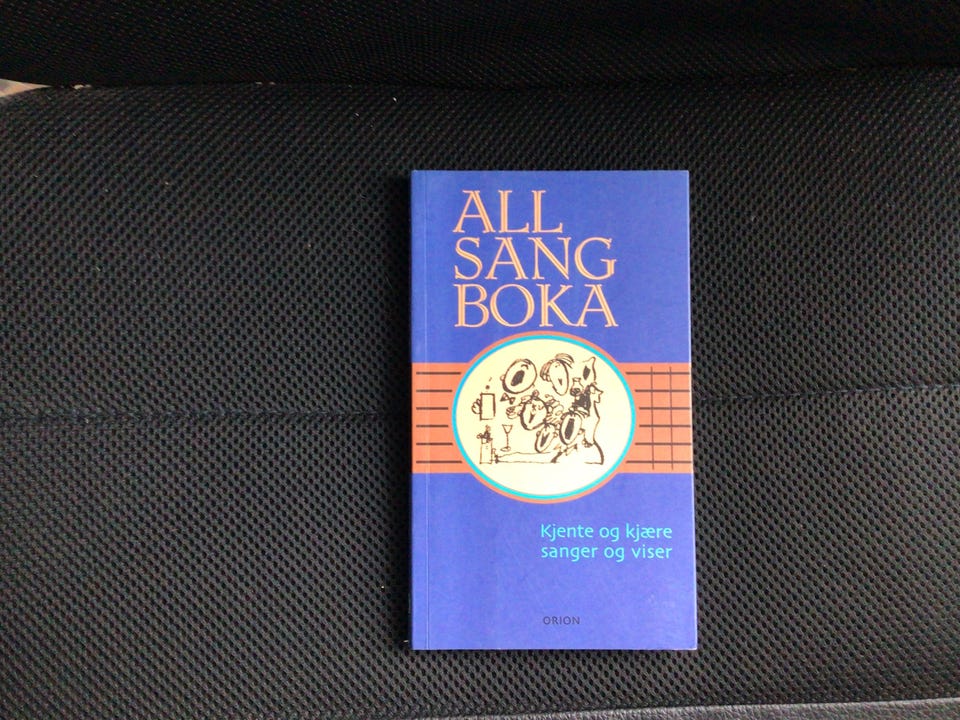 ALL
SANG
BOKA
Kjente og kjære
sanger og viser
ORION